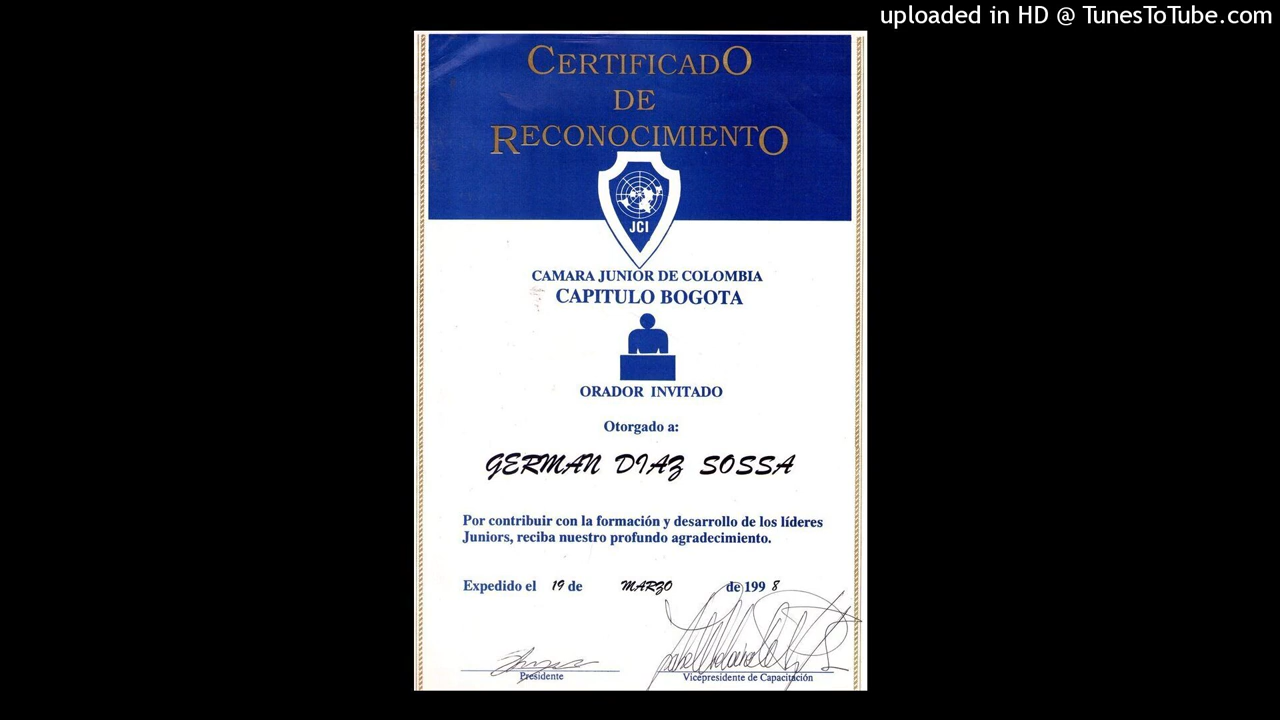 uploaded in HD @ TunesToTube.com
CERTIFICADO
DE
RECONOCIMIENTO
JCI
CAMARA JUNIOR DE COLOMBIA
CAPITULO BOGOTA
ORADOR INVITADO
Otorgado a:
GERMAN DIAZ SOSSA
Por contribuir con la formación y desarrollo de los líderes
Juniors, reciba nuestro profundo agradecimiento.
Expedido el 19 de MARZO de 1998
Presidente
Vicepresidente de Capacitación